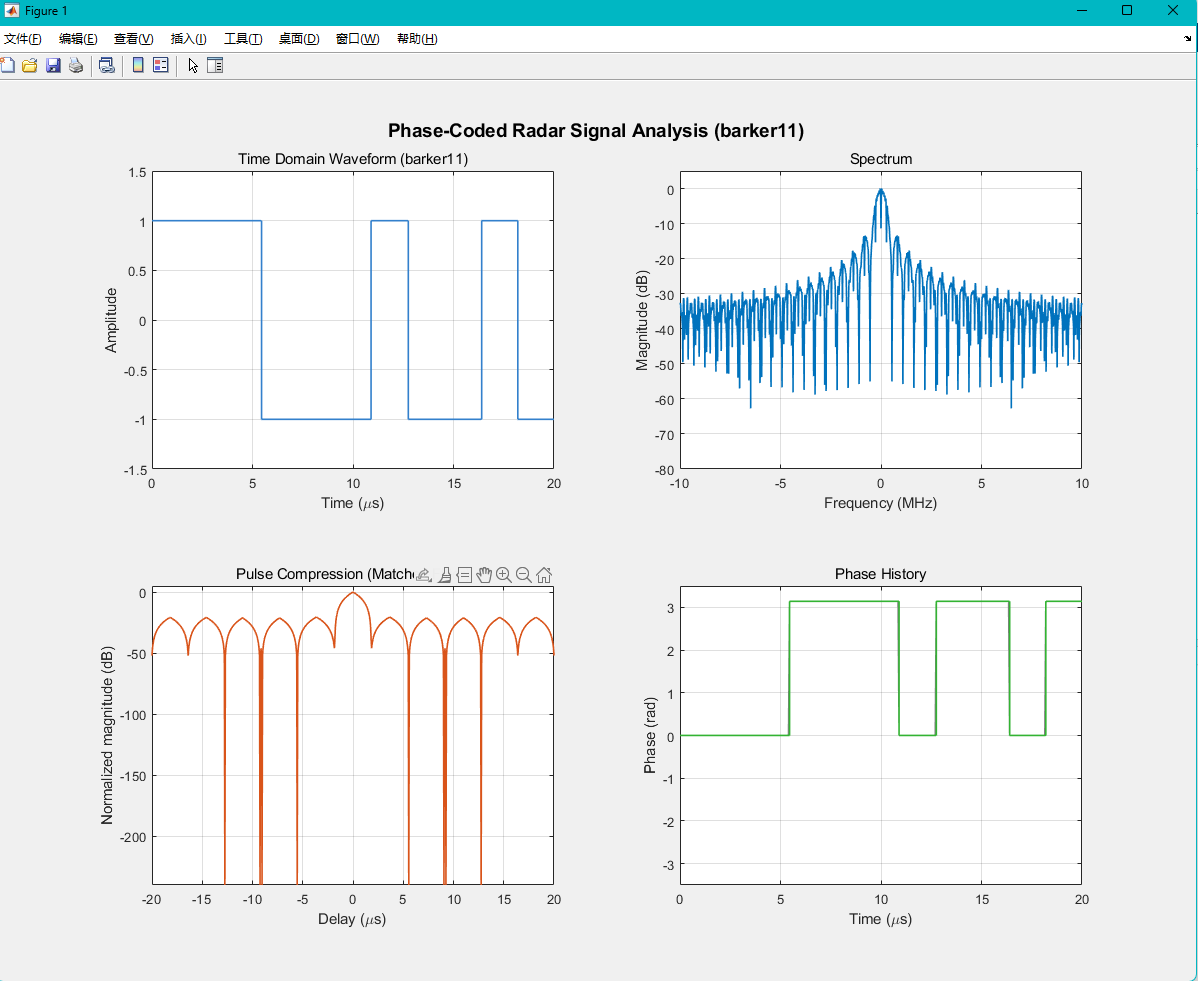 Figure 1
文件(F) 编辑(E) 查看(V) 插入(I) 工具(T) 桌面(D) 窗口(W) 帮助(H)
Phase-Coded Radar Signal Analysis (barker11)
Time Domain Waveform (barker11)
1.5
1
0.5
0
-0.5
-1
-1.5
Amplitude
0 5 10 15 20
Time (μs)
Spectrum
0
-10
-20
-30
-40
-50
-60
-70
-80
Magnitude (dB)
-10 -5 0 5 10
Frequency (MHz)
Pulse Compression (Match
0
-50
-100
-150
-200
Normalized magnitude (dB)
-20 -15 -10 -5 0 5 10 15 20
Delay (μs)
Phase History
3
2
1
0
-1
-2
-3
Phase (rad)
0 5 10 15 20
Time (μs)